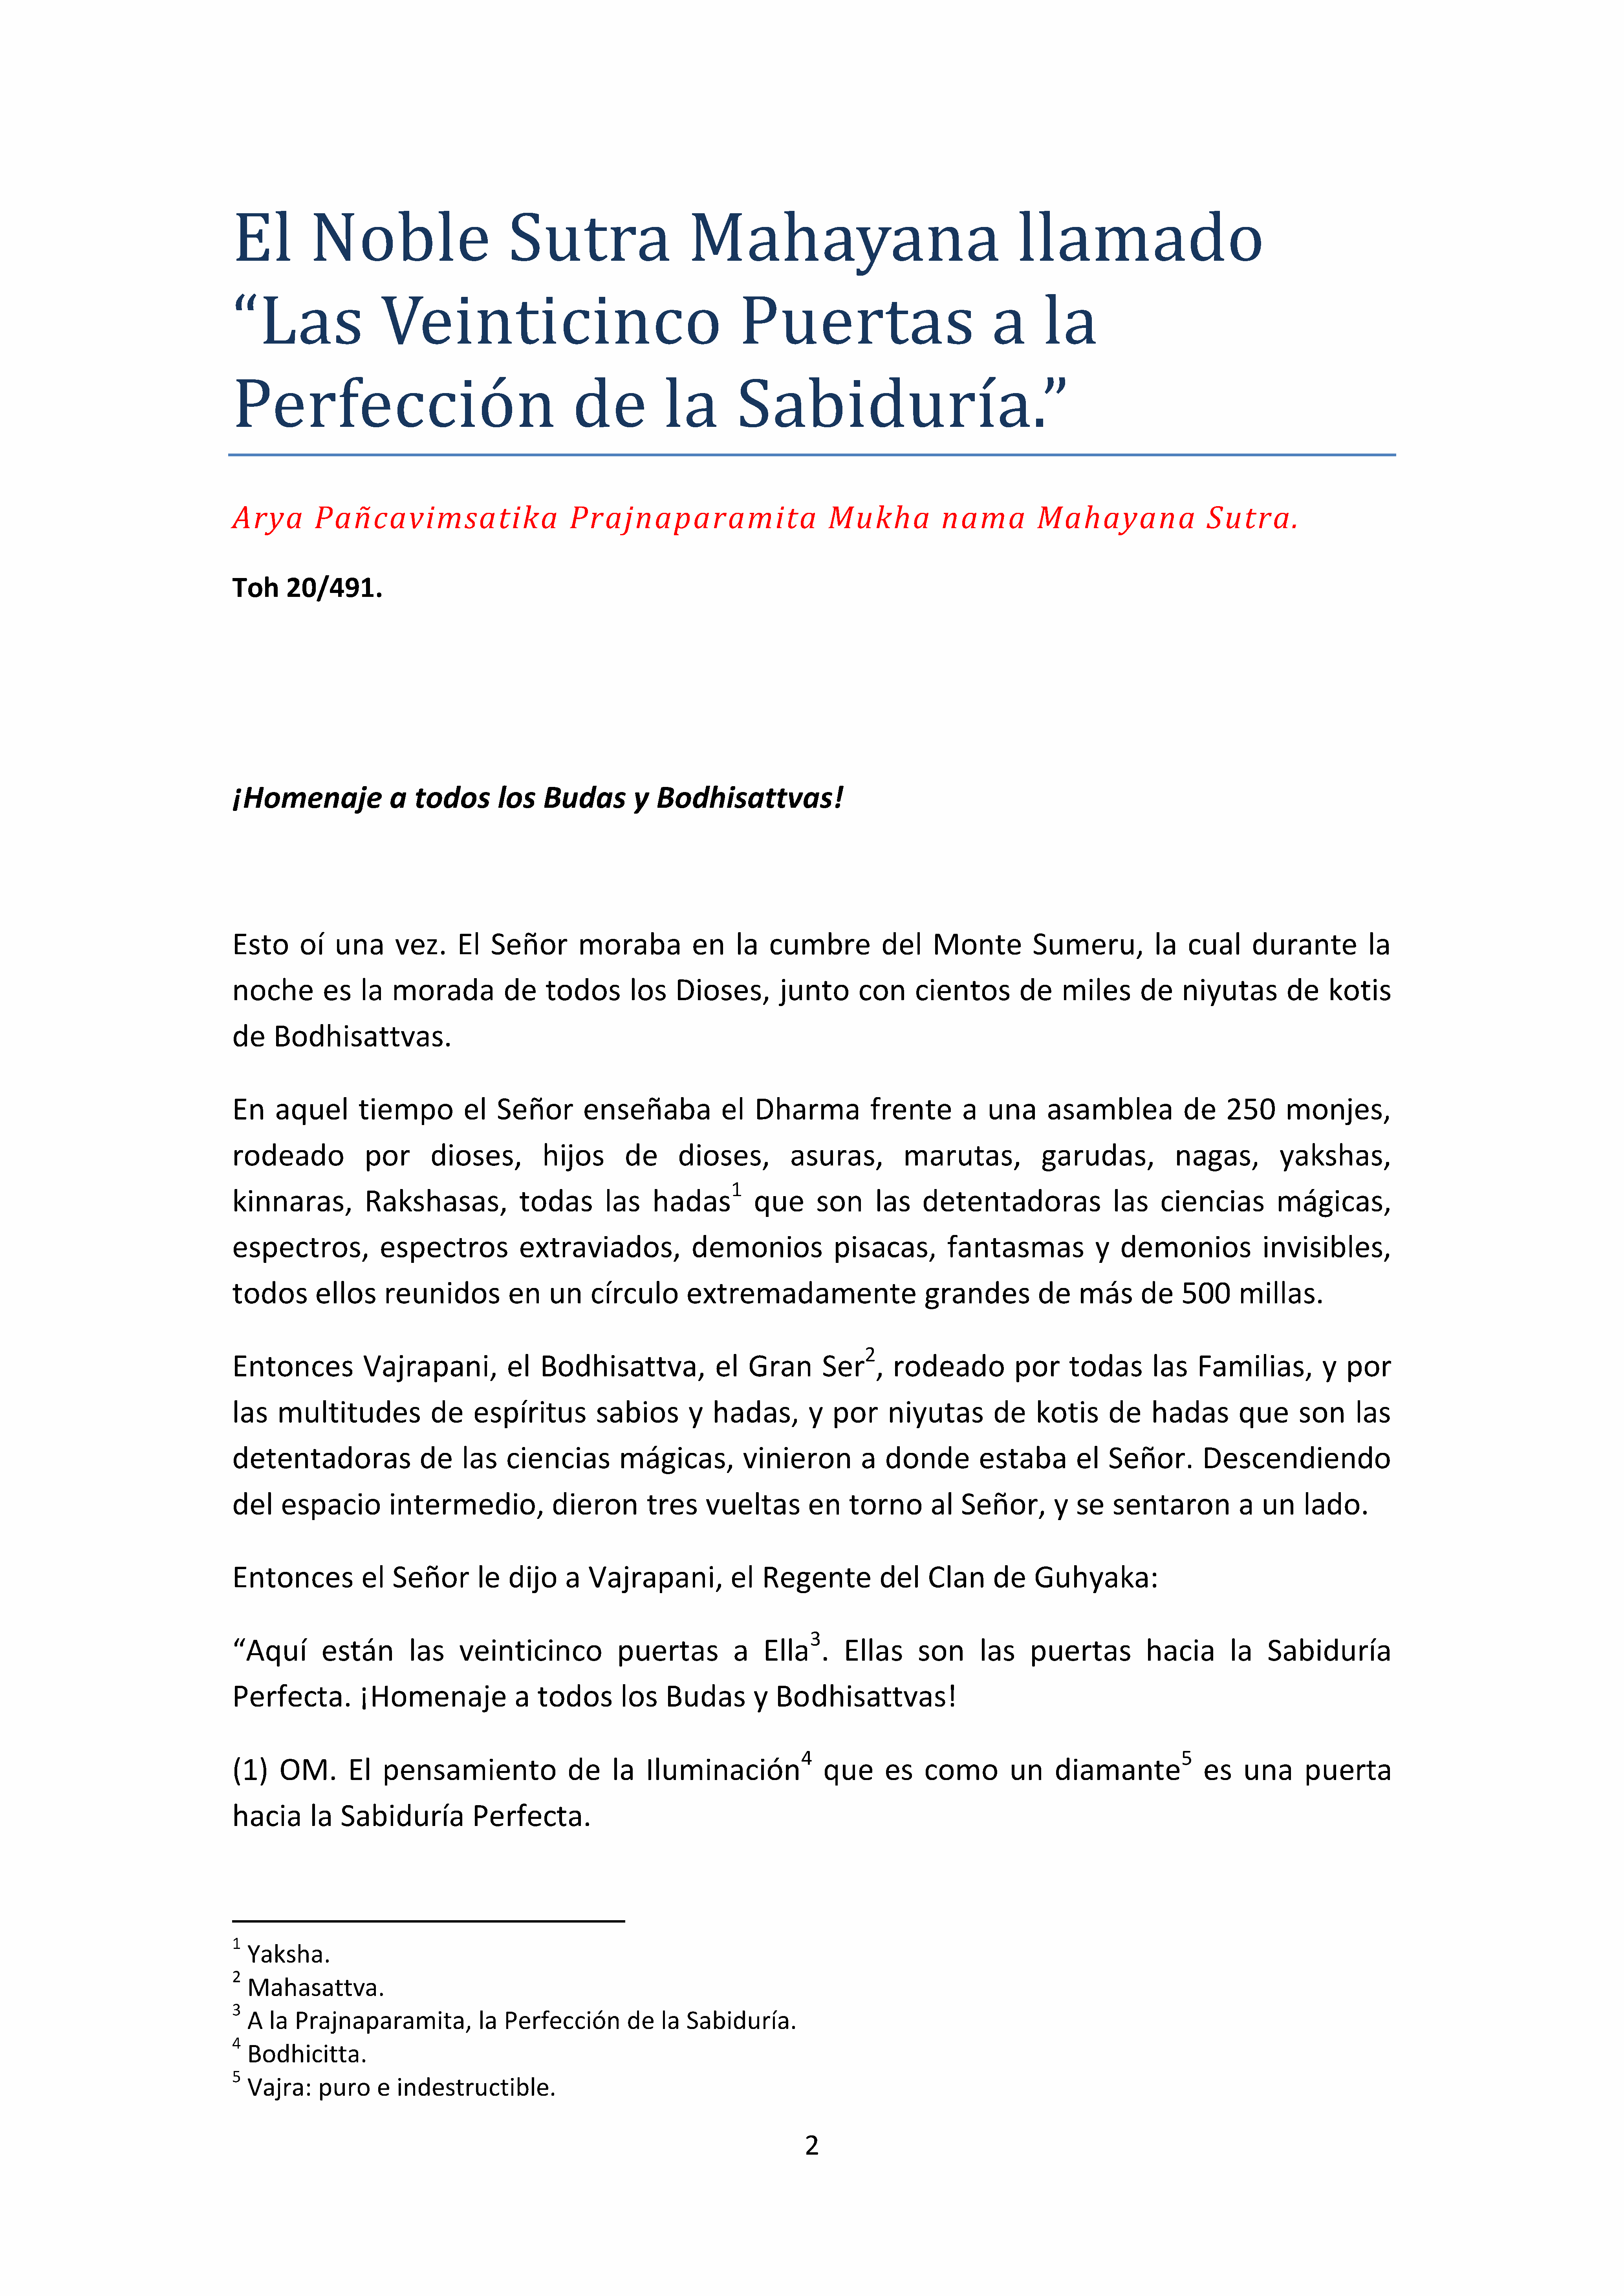 El Noble Sutra Mahayana llamado
“Las Veinticinco Puertas a la
Perfección de la Sabiduría.”
Arya Pañcavimsatika Prajnaparamita Mukha nama Mahayana Sutra.
Toh 20/491.
¡Homenaje a todos los Budas y Bodhisattvas!
Esto oí una vez. El Señor moraba en la cumbre del Monte Sumeru, la cual durante la
noche es la morada de todos los Dioses, junto con cientos de miles de niyutas de kotis
de Bodhisattvas.
En aquel tiempo el Señor enseñaba el Dharma frente a una asamblea de 250 monjes,
rodeado por dioses, hijos de dioses, asuras, marutas, garudas, nagas, yakshas,
kinnaras, Rakshasas, todas las hadas¹ que son las detentadoras las ciencias mágicas,
espectros, espectros extraviados, demonios pisacas, fantasmas y demonios invisibles,
todos ellos reunidos en un círculo extremadamente grandes de más de 500 millas.
Entonces Vajrapani, el Bodhisattva, el Gran Ser², rodeado por todas las Familias, y por
las multitudes de espíritus sabios y hadas, y por niyutas de kotis de hadas que son las
detentadoras de las ciencias mágicas, vinieron a donde estaba el Señor. Descendiendo
del espacio intermedio, dieron tres vueltas en torno al Señor, y se sentaron a un lado.
Entonces el Señor le dijo a Vajrapani, el Regente del Clan de Guhyaka:
“Aquí están las veinticinco puertas a Ella³. Ellas son las puertas hacia la Sabiduría
Perfecta. ¡Homenaje a todos los Budas y Bodhisattvas!
(1) OM. El pensamiento de la Iluminación⁴ que es como un diamante⁵ es una puerta
hacia la Sabiduría Perfecta.
¹ Yaksha.
² Mahasattva.
³ A la Prajnaparamita, la Perfección de la Sabiduría.
⁴ Bodhicitta.
⁵ Vajra: puro e indestructible.
2